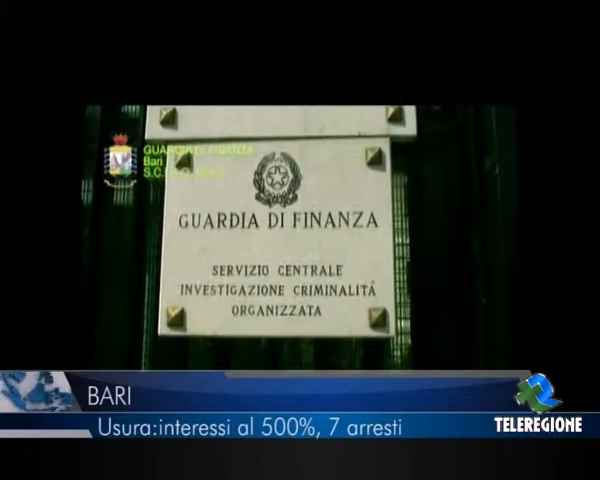 GUARDIA DI FINANZA
Bari
GUARDIA DI FINANZA
SERVIZIO CENTRALE
INVESTIGAZIONE CRIMINALITÀ
ORGANIZZATA
BARI
Usura:interessi al 500%, 7 arresti
TELEREGIONE